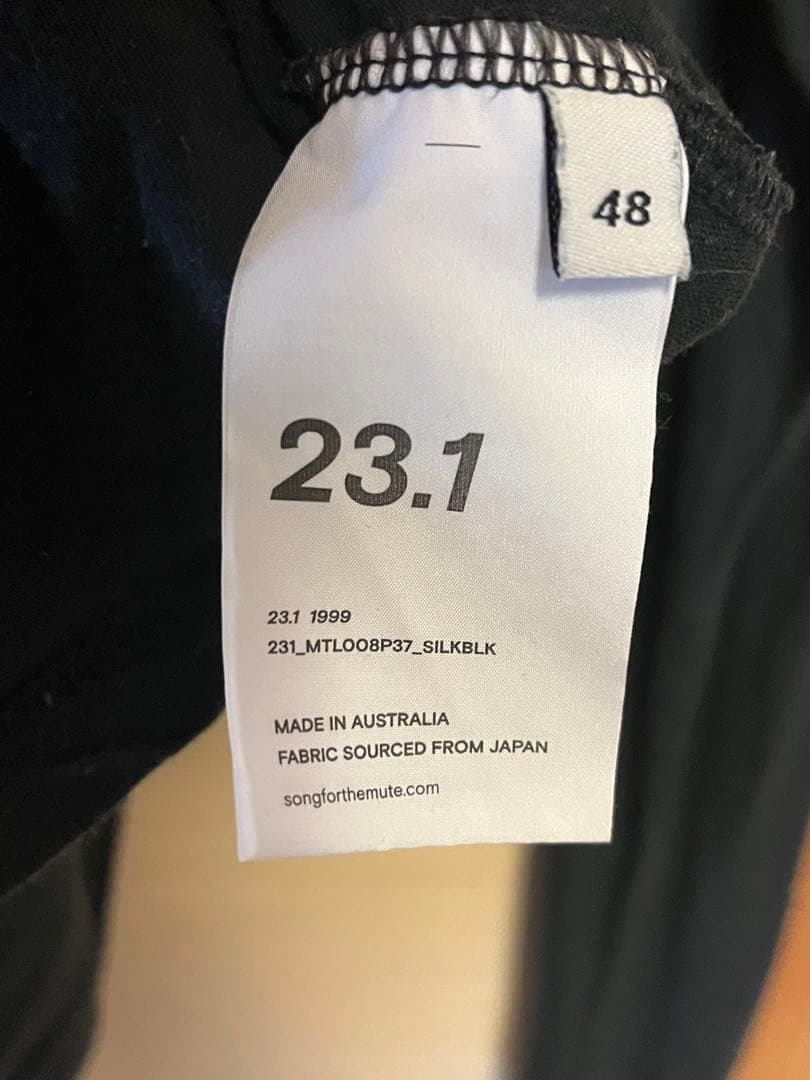 48
23.1
23.1 1999
231_MTL008P37_SILKBLK
MADE IN AUSTRALIA
FABRIC SOURCED FROM JAPAN
songforthemute.com